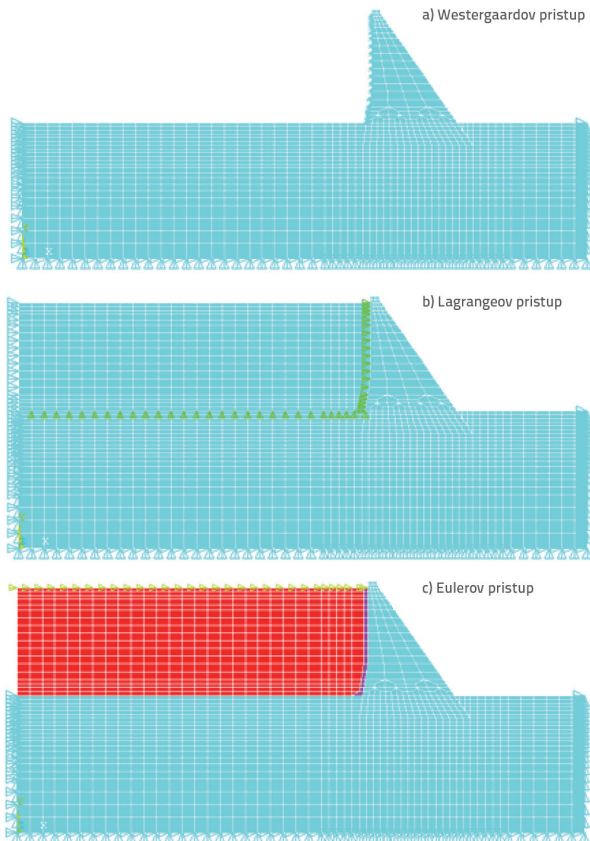 a) Westergaardov pristup
X
b) Lagrangeov pristup
X
c) Eulerov pristup
X